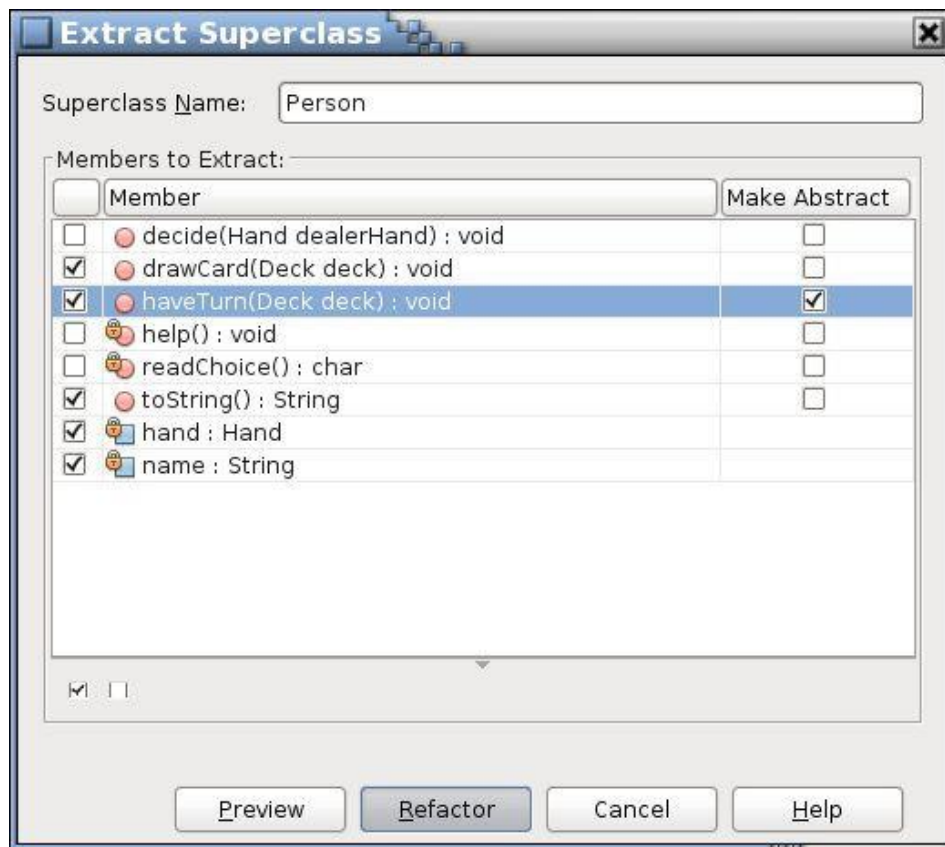 Extract Superclass
Superclass Name: Person
Members to Extract:
Member Make Abstract
decide(Hand dealerHand) : void
drawCard(Deck deck) : void
haveTurn(Deck deck) : void
help() : void
readChoice() : char
toString() : String
hand : Hand
name : String
Preview Refactor Cancel Help